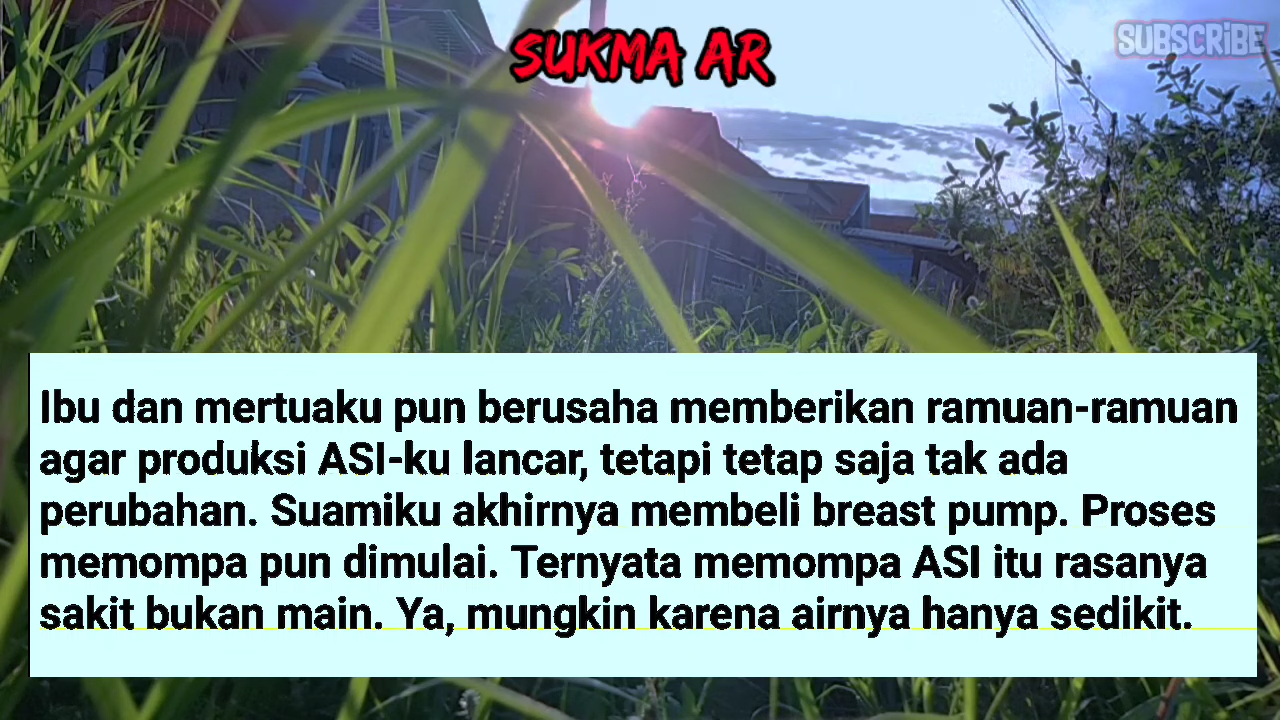 SUKMA AR
SUBSCRIBE
Ibu dan mertuaku pun berusaha memberikan ramuan-ramuan
agar produksi ASI-ku lancar, tetapi tetap saja tak ada
perubahan. Suamiku akhirnya membeli breast pump. Proses
memompa pun dimulai. Ternyata memompa ASI itu rasanya
sakit bukan main. Ya, mungkin karena airnya hanya sedikit.